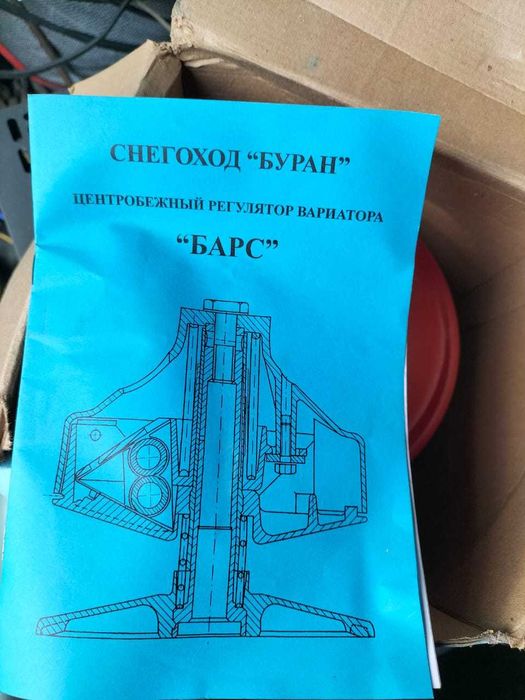 СНЕГОХОД “БУРАН”
ЦЕНТРОБЕЖНЫЙ РЕГУЛЯТОР ВАРИАТОРА
“БАРС”